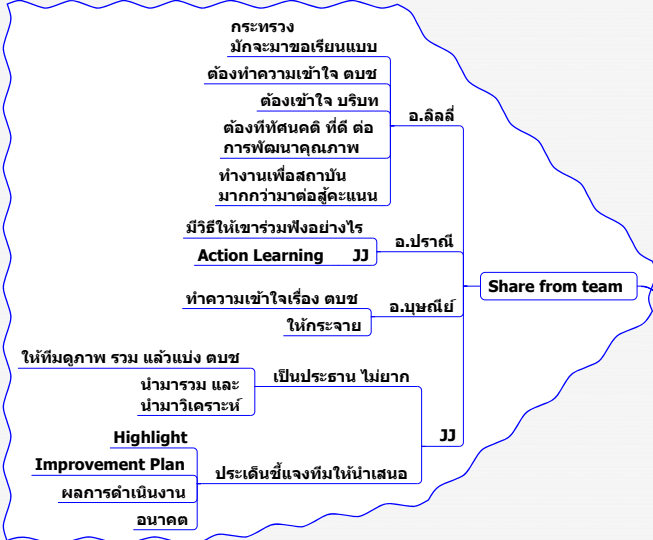 กระทรวง
มักจะมาขอเรียนแบบ
ต้องทำความเข้าใจ ตบช
ต้องเข้าใจ บริบท
ต้องทีทัศนคติ ที่ดี ต่อ
การพัฒนาคุณภาพ
ทำงานเพื่อสถาบัน
มากกว่ามาต่อสู้คะแนน
อ.ลิลลี่
มีวิธีให้เขาร่วมฟังอย่างไร
Action Learning JJ
อ.ปราณี
ทำความเข้าใจเรื่อง ตบช
ให้กระจาย
อ.บุษณีย์
Share from team
ให้ทีมดูภาพ รวม แล้วแบ่ง ตบช
นำมารวม และ
นำมาวิเคราะห์
เป็นประธาน ไม่ยาก
JJ
Highlight
Improvement Plan
ผลการดำเนินงาน
อนาคต
ประเด็นชี้แจงทีมให้นำเสนอ